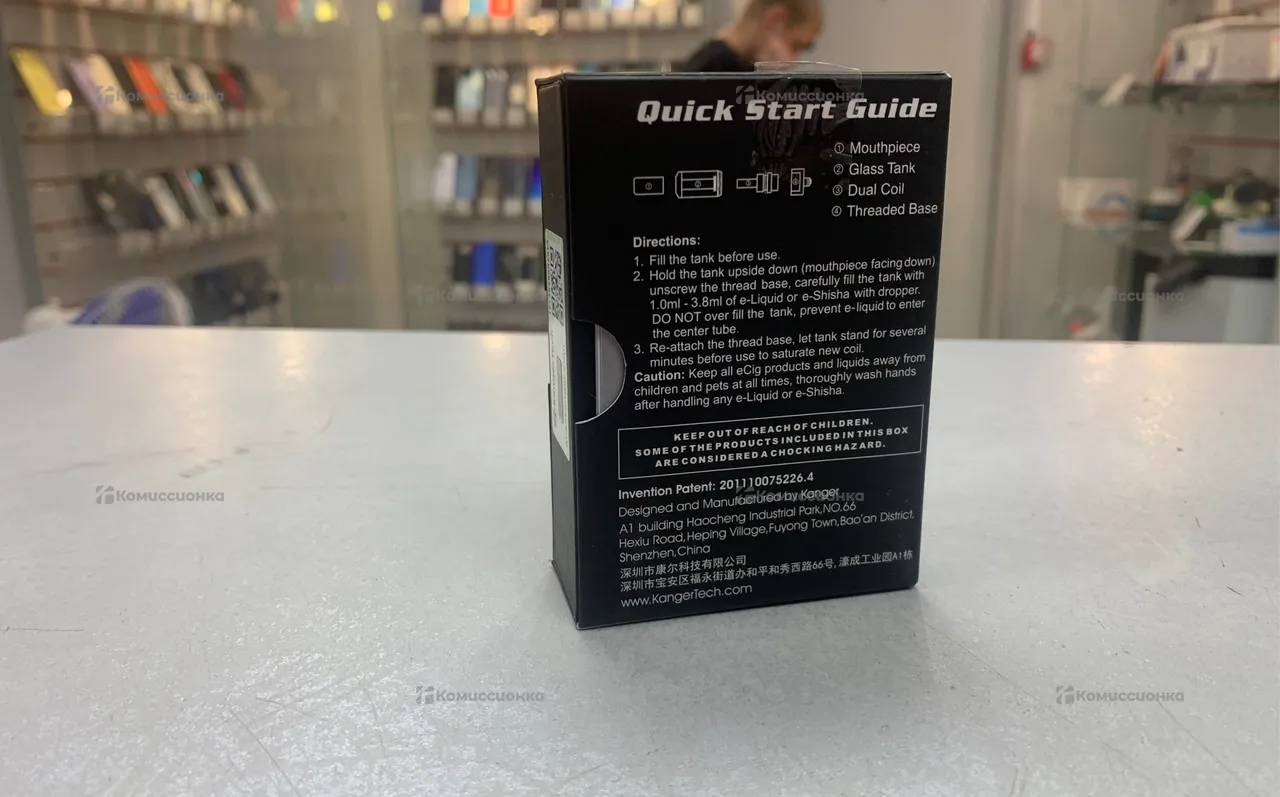 Quick Start Guide
① Mouthpiece
② Glass Tank
③ Dual Coil
④ Threaded Base
Directions:
1. Fill the tank before use.
2. Hold the tank upside down (mouthpiece facing down)
unscrew the thread base, carefully fill the tank with
1.0ml - 3.8ml of e-Liquid or e-Shisha with dropper.
DO NOT over fill the tank, prevent e-liquid to enter
the center tube.
3. Re-attach the thread base, let tank stand for several
minutes before use to saturate new coil.
Caution: Keep all eCig products and liquids away from
children and pets at all times, thoroughly wash hands
after handling any e-Liquid or e-Shisha.
KEEP OUT OF REACH OF CHILDREN.
SOME OF THE PRODUCTS INCLUDED IN THIS BOX
ARE CONSIDERED A CHOCKING HAZARD.
Invention Patent: 201110075226.4
Designed and Manufactured by Kanger
A1 building Haocheng Industrial Park,NO.66
Hexiu Road,Heping Village,Fuyong Town,Bao'an District,
Shenzhen,China
深圳市康尔科技有限公司
深圳市宝安区福永街道办和平和秀西路66号, 濠成工业园A1栋
www.KangerTech.com
Комиссионка
Комиссионка
Комиссионка
Комиссионка
Комиссионка
Комиссионка
Комиссионка
Комиссионка